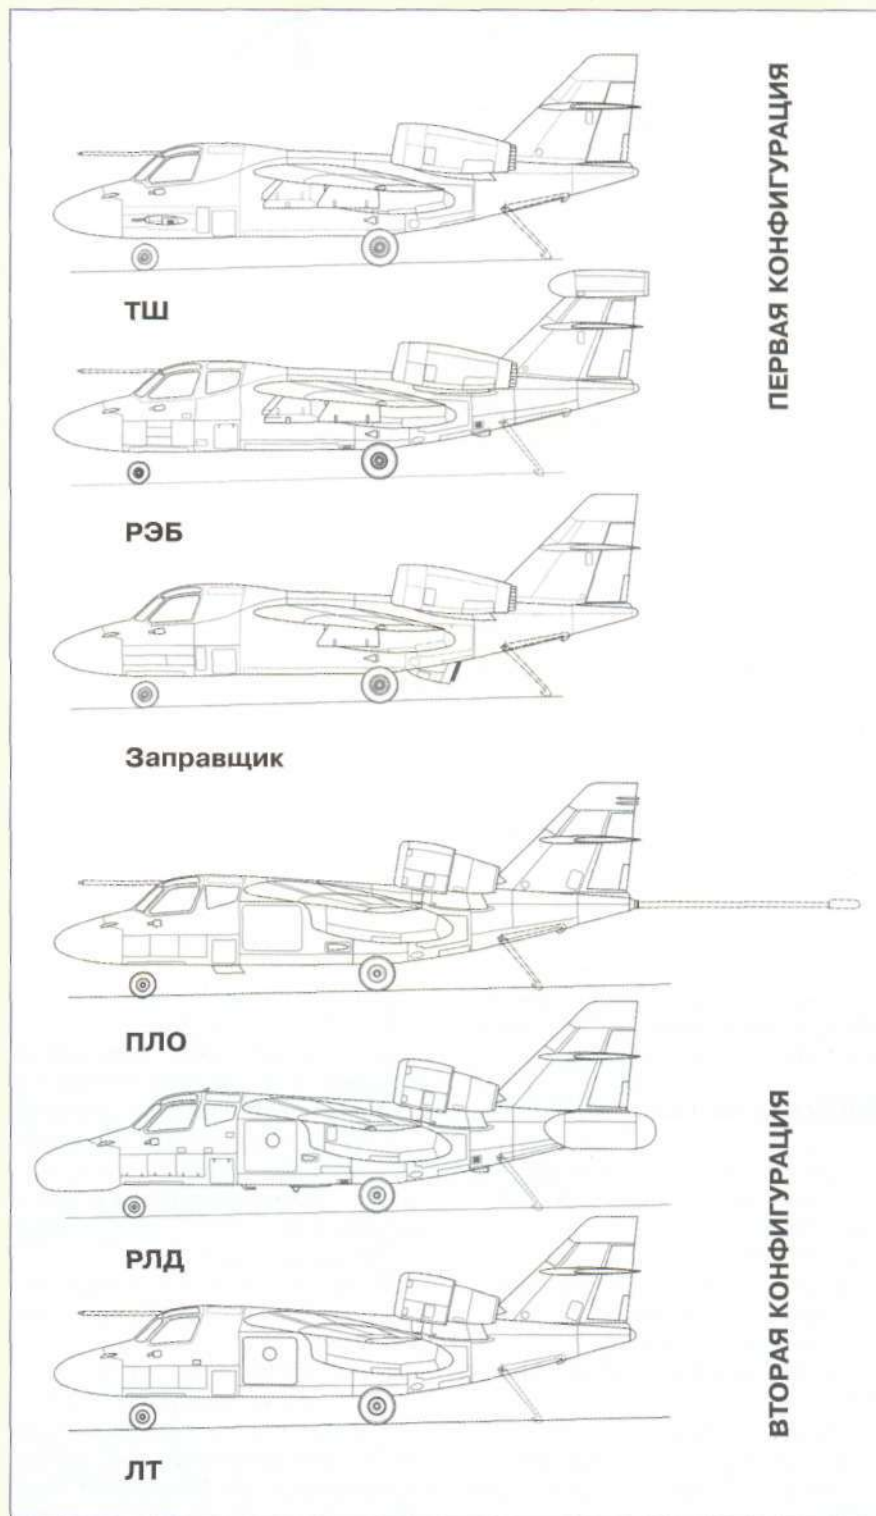 ПЕРВАЯ КОНФИГУРАЦИЯ
ТШ
РЭБ
Заправщик
ВТОРАЯ КОНФИГУРАЦИЯ
ПЛО
РЛД
ЛТ